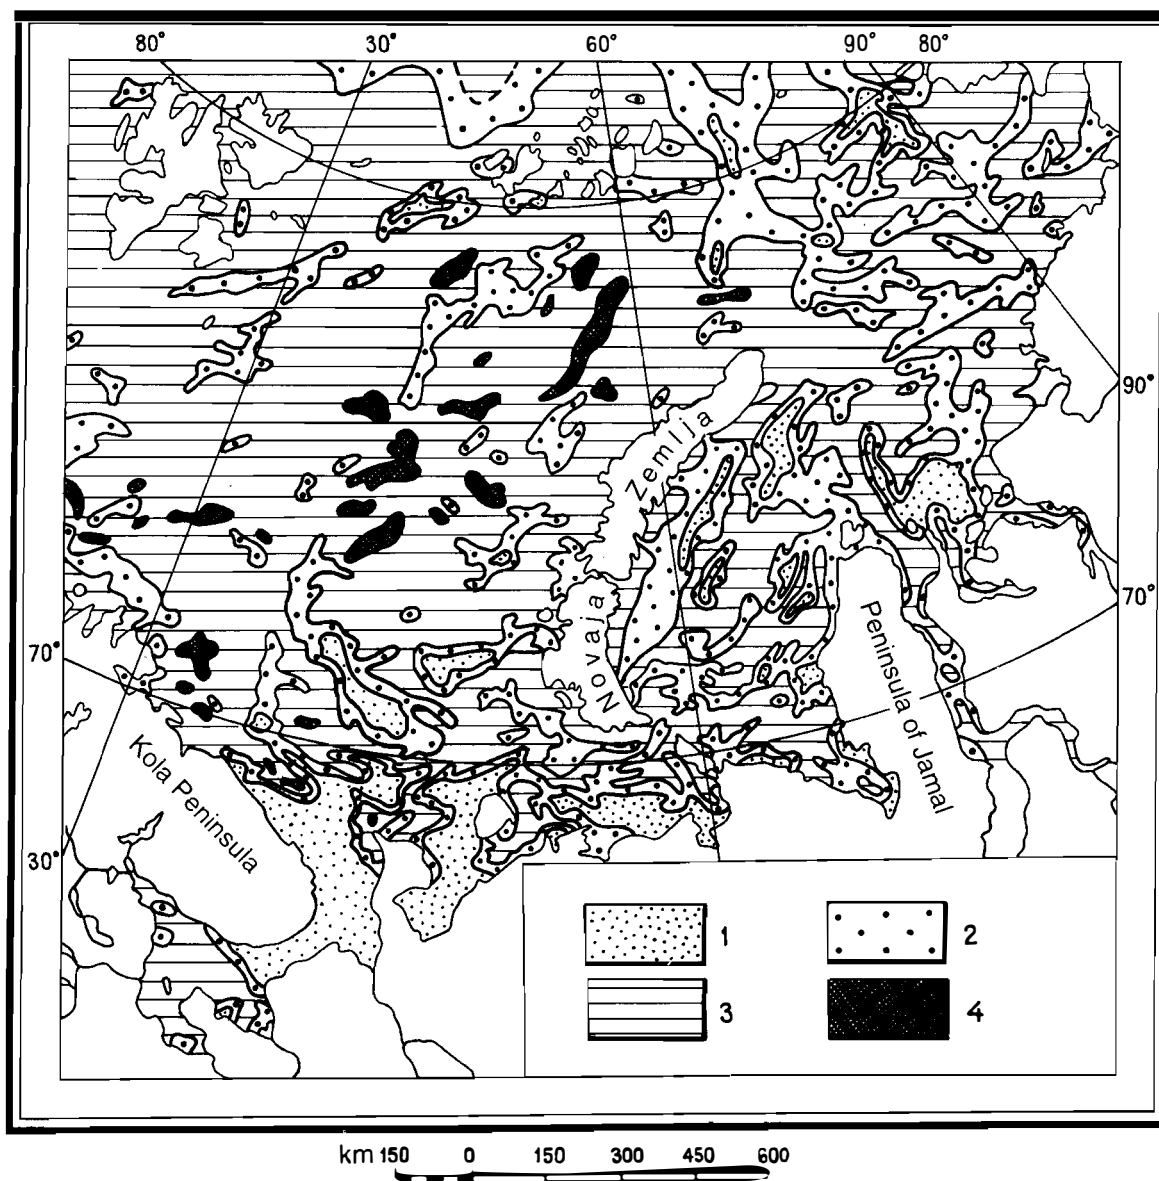 80° 30° 60° 90° 80°
90°
Zemlja
70°
Novaja
Peninsula of Jamal
70°
Kola Peninsula
30°
1 2
3 4
km 150 0 150 300 450 600